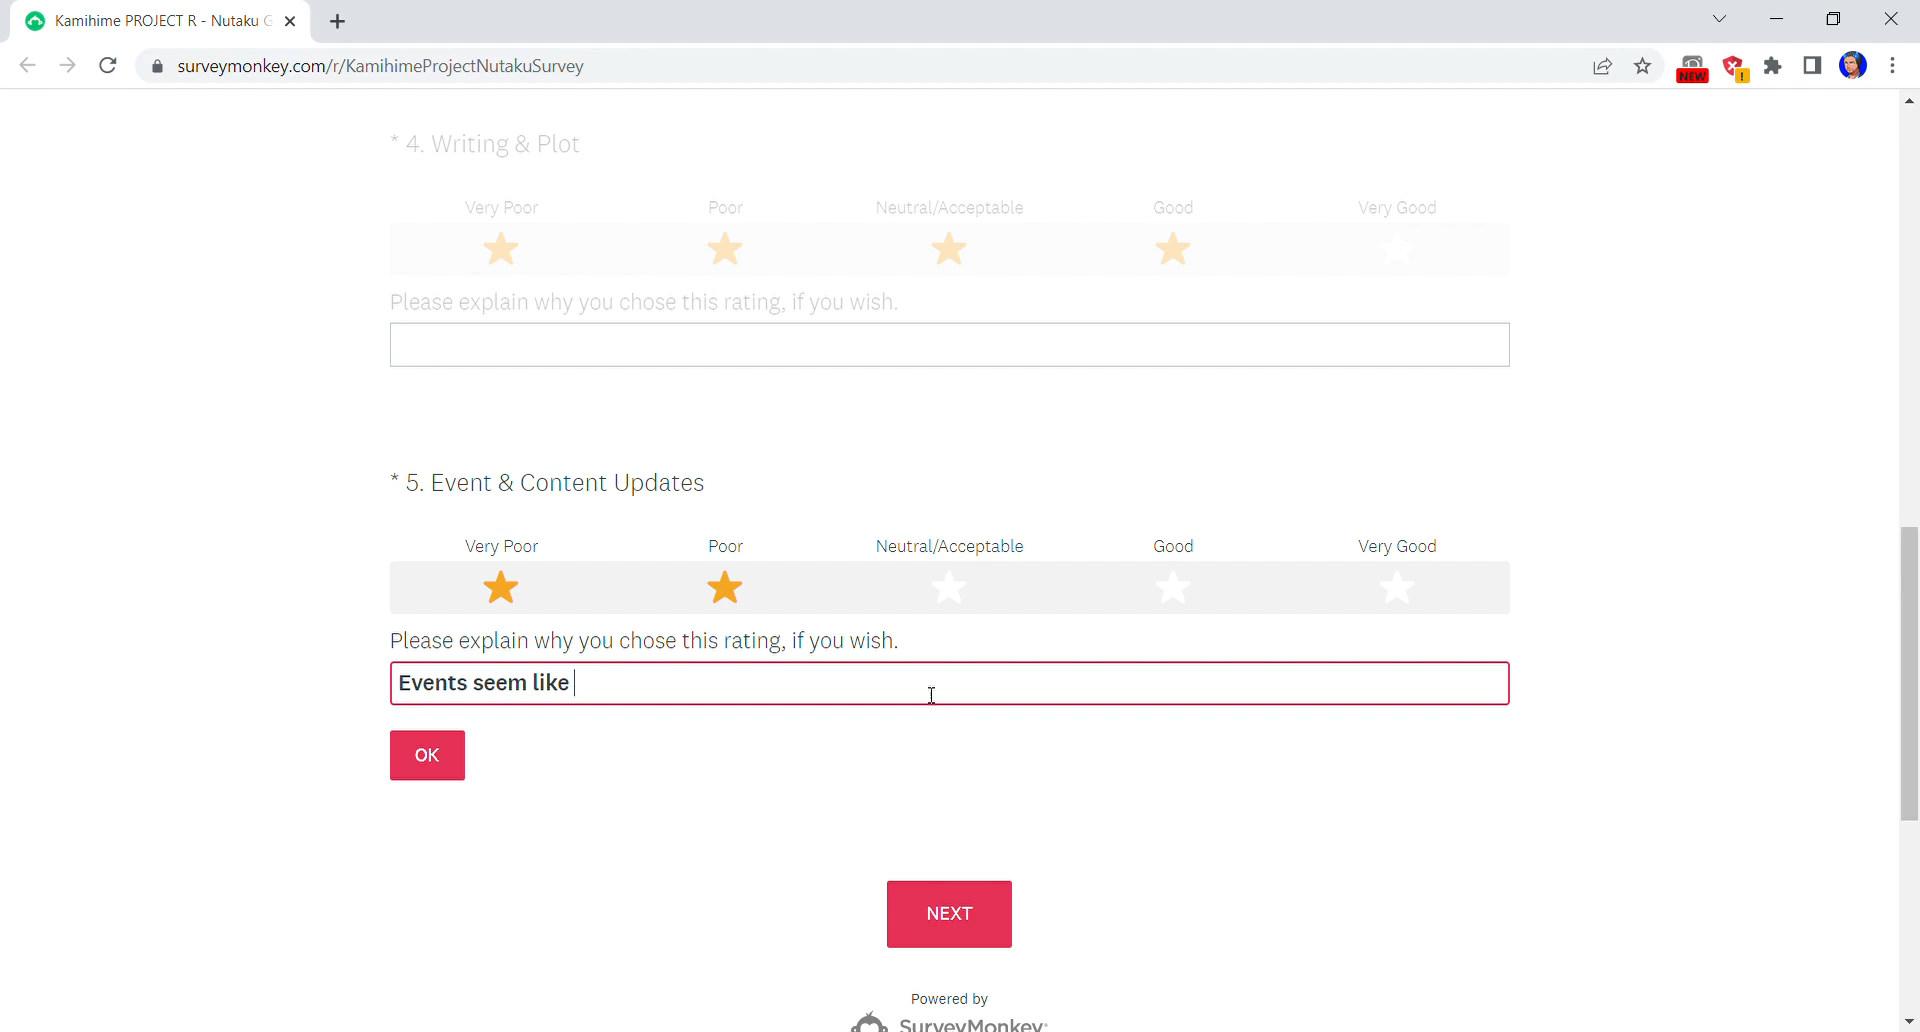 Kamihime PROJECT R - Nutaku G
surveymonkey.com/r/KamihimeProjectNutakuSurvey
NEW
!
* 4. Writing & Plot
Very Poor Poor Neutral/Acceptable Good Very Good
Please explain why you chose this rating, if you wish.
* 5. Event & Content Updates
Very Poor Poor Neutral/Acceptable Good Very Good
Please explain why you chose this rating, if you wish.
Events seem like
OK
NEXT
Powered by
SurveyMonkey